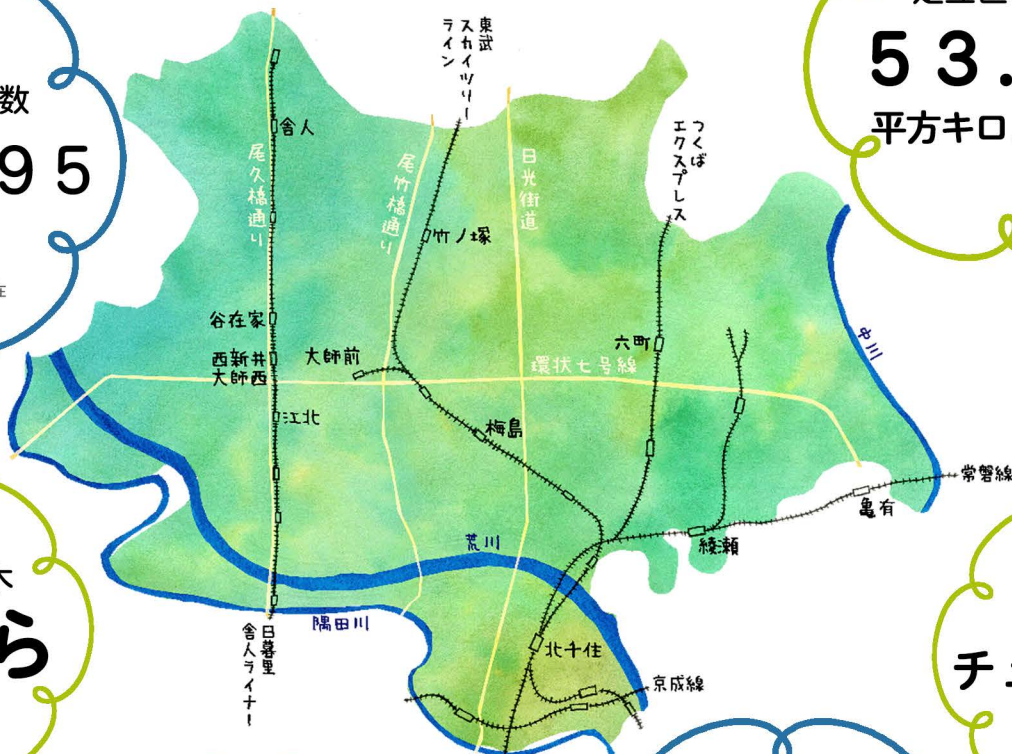 数
95
在
53.
平方キロ
東武
スカイツリー
ライン
つくば
エクスプレス
舎人
尾久橋通り
尾竹橋通り
日光街道
竹ノ塚
中川
谷在家
六町
西新井
大師西
大師前
環状七号線
江北
梅島
常磐線
亀有
綾瀬
荒川
隅田川
日暮里
舎人ライナー
北千住
京成線
ら
チ